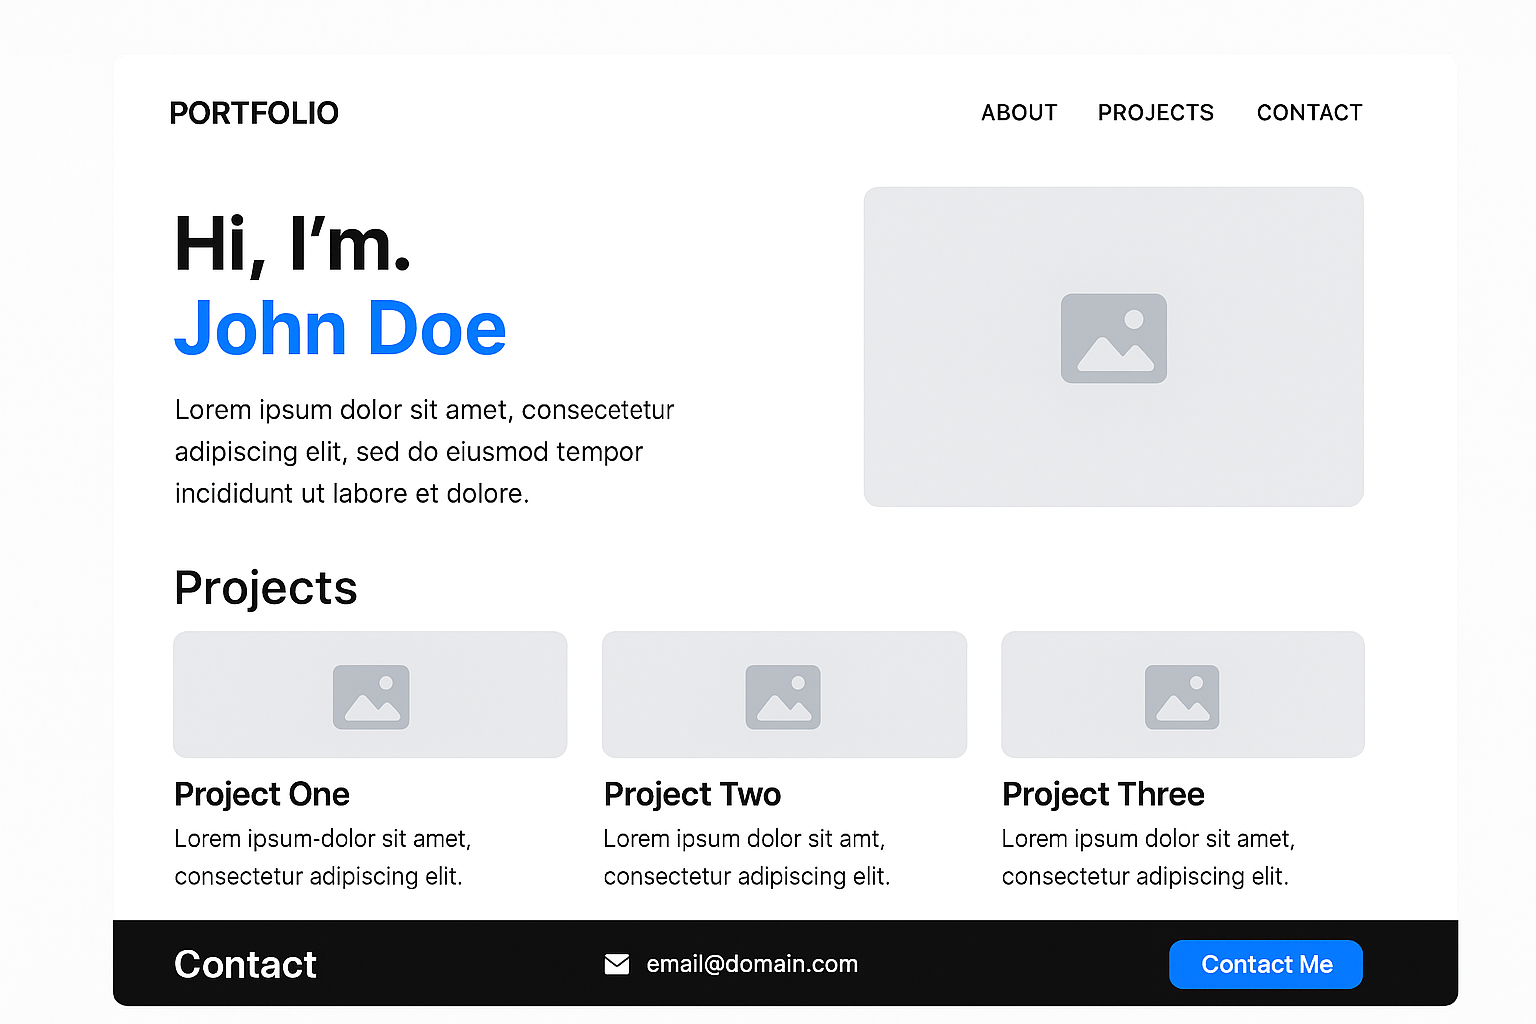 PORTFOLIO
ABOUT PROJECTS CONTACT
Hi, I’m.
John Doe
Lorem ipsum dolor sit amet, consecetetur
adipiscing elit, sed do eiusmod tempor
incididunt ut labore et dolore.
Projects
Project One
Lorem ipsum-dolor sit amet,
consectetur adipiscing elit.
Project Two
Lorem ipsum dolor sit amt,
consectetur adipiscing elit.
Project Three
Lorem ipsum dolor sit amet,
consectetur adipiscing elit.
Contact
email@domain.com
Contact Me